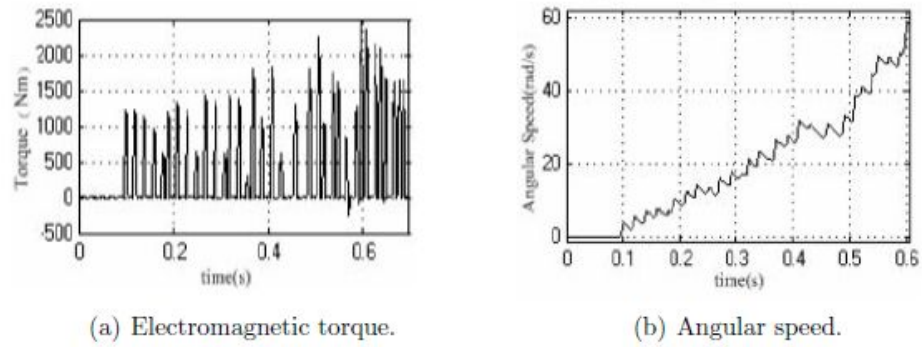 2500
2000
1500
1000
500
0
-500
Torque (Nm)
0 0.2 0.4 0.6
time(s)
(a) Electromagnetic torque.
60
40
20
0
Angular Speed(rad/s)
0 0.1 0.2 0.3 0.4 0.5 0.6
time(s)
(b) Angular speed.